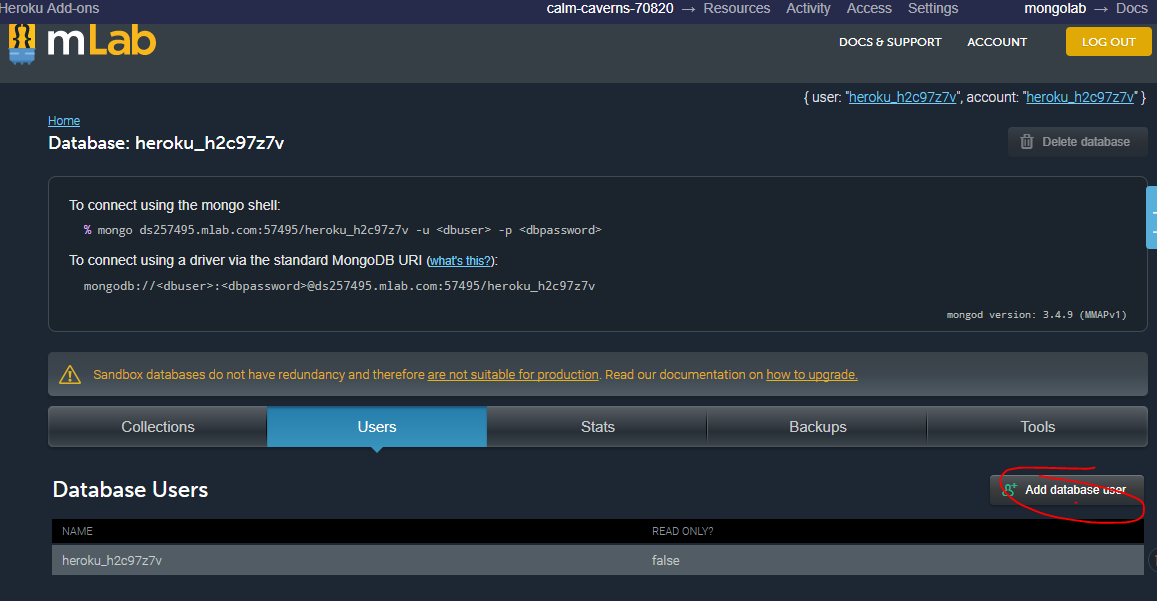 Heroku Add-ons calm-caverns-70820 → Resources Activity Access Settings mongolab → Docs
mLab DOCS & SUPPORT ACCOUNT LOG OUT
{ user: "heroku_h2c97z7v", account: "heroku_h2c97z7v" }
Home
Database: heroku_h2c97z7v Delete database
To connect using the mongo shell:
% mongo ds257495.mlab.com:57495/heroku_h2c97z7v -u <dbuser> -p <dbpassword>
To connect using a driver via the standard MongoDB URI (what's this?):
mongodb://<dbuser>:<dbpassword>@ds257495.mlab.com:57495/heroku_h2c97z7v
mongod version: 3.4.9 (MMAPv1)
Sandbox databases do not have redundancy and therefore are not suitable for production. Read our documentation on how to upgrade.
Collections Users Stats Backups Tools
Database Users Add database user
NAME READ ONLY?
heroku_h2c97z7v false